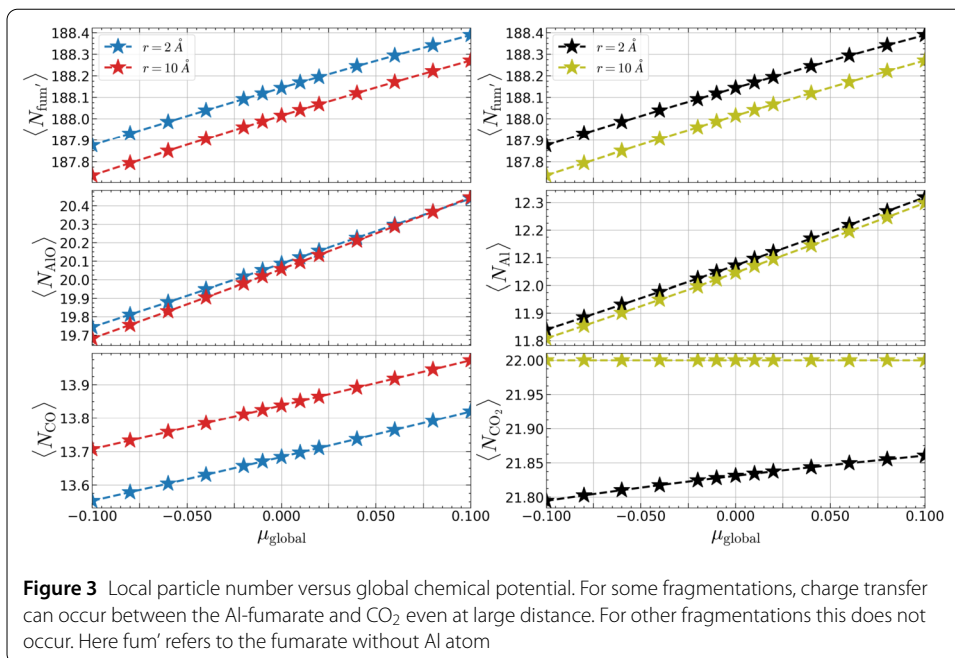 188.4
188.3
188.2
188.1
188.0
187.9
187.8
⟨N_fum′⟩
r = 2 Å
r = 10 Å
188.4
188.3
188.2
188.1
188.0
187.9
187.8
⟨N_fum′⟩
r = 2 Å
r = 10 Å
20.4
20.3
20.2
20.1
20.0
19.9
19.8
19.7
⟨N_AlO⟩
12.3
12.2
12.1
12.0
11.9
11.8
⟨N_Al⟩
13.9
13.8
13.7
13.6
⟨N_CO⟩
−0.100 −0.050 0.000 0.050 0.100
μ_global
22.00
21.95
21.90
21.85
21.80
⟨N_CO₂⟩
−0.100 −0.050 0.000 0.050 0.100
μ_global
Figure 3 Local particle number versus global chemical potential. For some fragmentations, charge transfer
can occur between the Al-fumarate and CO₂ even at large distance. For other fragmentations this does not
occur. Here fum’ refers to the fumarate without Al atom